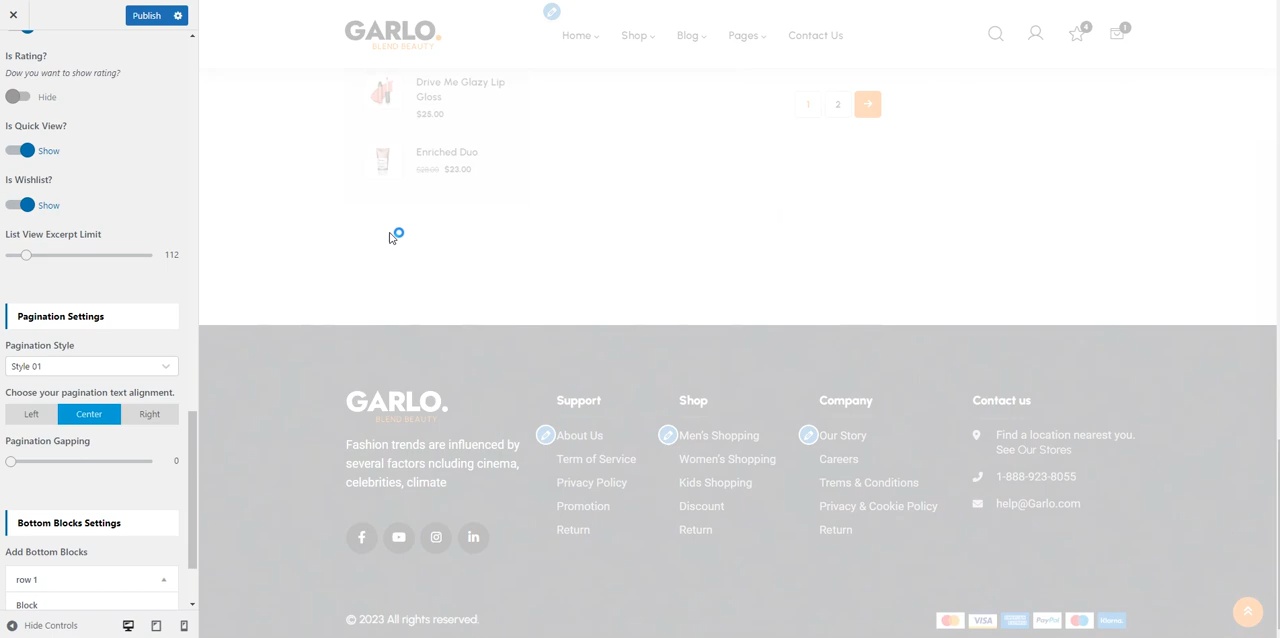 Publish
Is Rating?
Dow you want to show rating?
Hide
Is Quick View?
Show
Is Wishlist?
Show
List View Excerpt Limit
112
Pagination Settings
Pagination Style
Style 01
Choose your pagination text alignment.
Left Center Right
Pagination Gapping
0
Bottom Blocks Settings
Add Bottom Blocks
row 1
Block
Hide Controls
GARLO.
BLEND BEAUTY
Home Shop Blog Pages Contact Us
4
1
Drive Me Glazy Lip
Gloss
$25.00
Enriched Duo
$28.00 $23.00
1 2
GARLO.
BLEND BEAUTY
Fashion trends are influenced by
several factors ncluding cinema,
celebrities, climate
Support
About Us
Term of Service
Privacy Policy
Promotion
Return
Shop
Men's Shopping
Women's Shopping
Kids Shopping
Discount
Return
Company
Our Story
Careers
Trems & Conditions
Privacy & Cookie Policy
Return
Contact us
Find a location nearest you.
See Our Stores
1-888-923-8055
help@Garlo.com
© 2023 All rights reserved.
VISA
PayPal
Klarna.